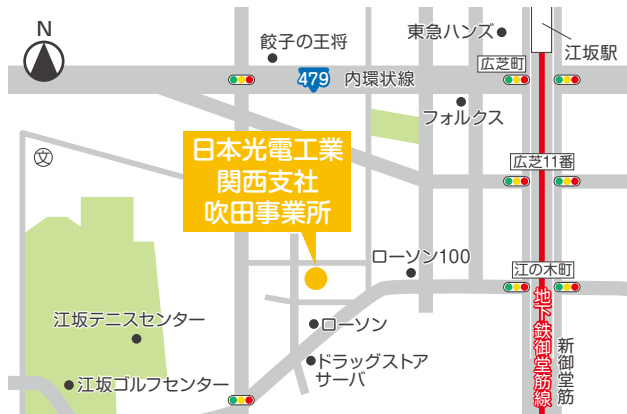 N
餃子の王将
東急ハンズ
江坂駅
広芝町
479
内環状線
フォルクス
文
日本光電工業
関西支社
吹田事業所
広芝11番
ローソン100
江の木町
江坂テニスセンター
ローソン
地下鉄御堂筋線
新御堂筋
ドラッグストア
サーバ
江坂ゴルフセンター